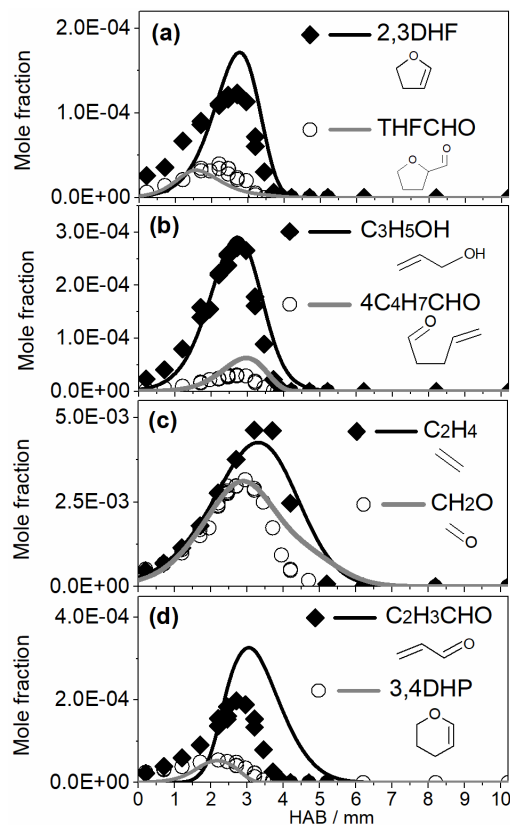 (a)
2,3DHF
O
THFCHO
O
O
2.0E-04
1.0E-04
0.0E+00
Mole fraction
(b)
C3H5OH
OH
4C4H7CHO
O
3.0E-04
2.0E-04
1.0E-04
0.0E+00
Mole fraction
(c)
C2H4
CH2O
O
5.0E-03
2.5E-03
0.0E+00
Mole fraction
(d)
C2H3CHO
O
3,4DHP
O
4.0E-04
2.0E-04
0.0E+00
Mole fraction
0 1 2 3 4 5 6 7 8 9 10
HAB / mm